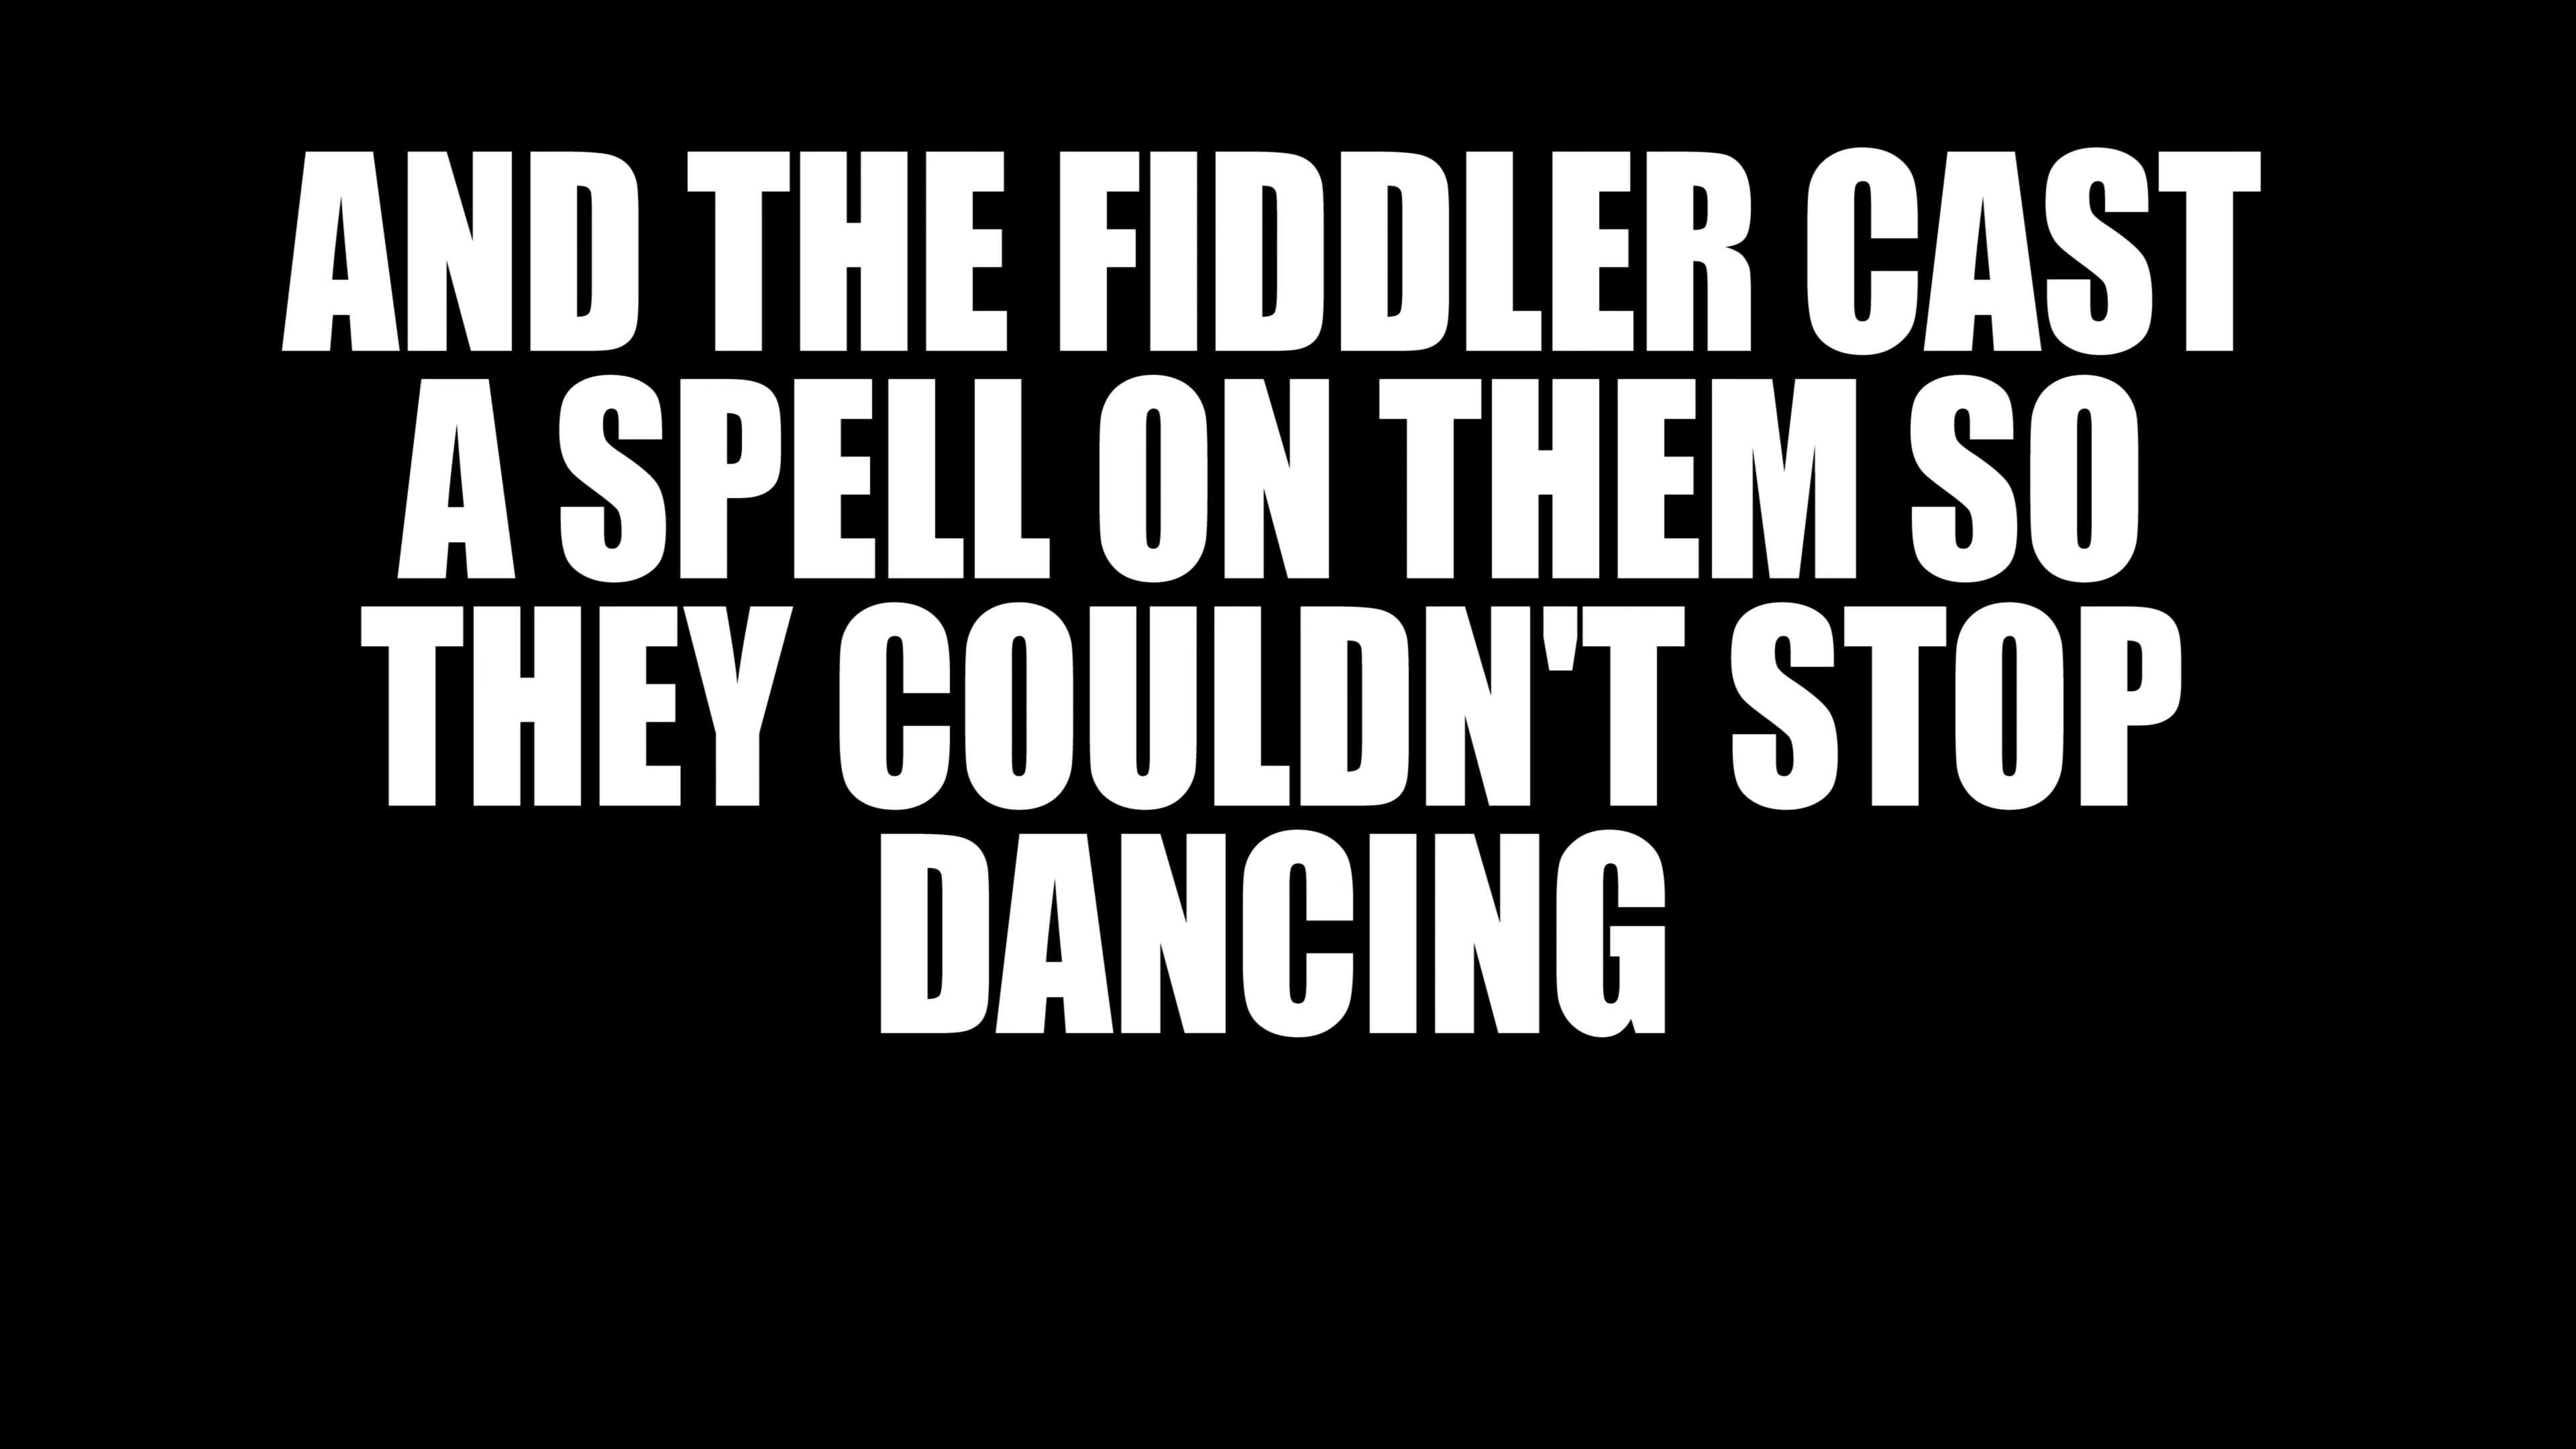 AND THE FIDDLER CAST
A SPELL ON THEM SO
THEY COULDN'T STOP
DANCING